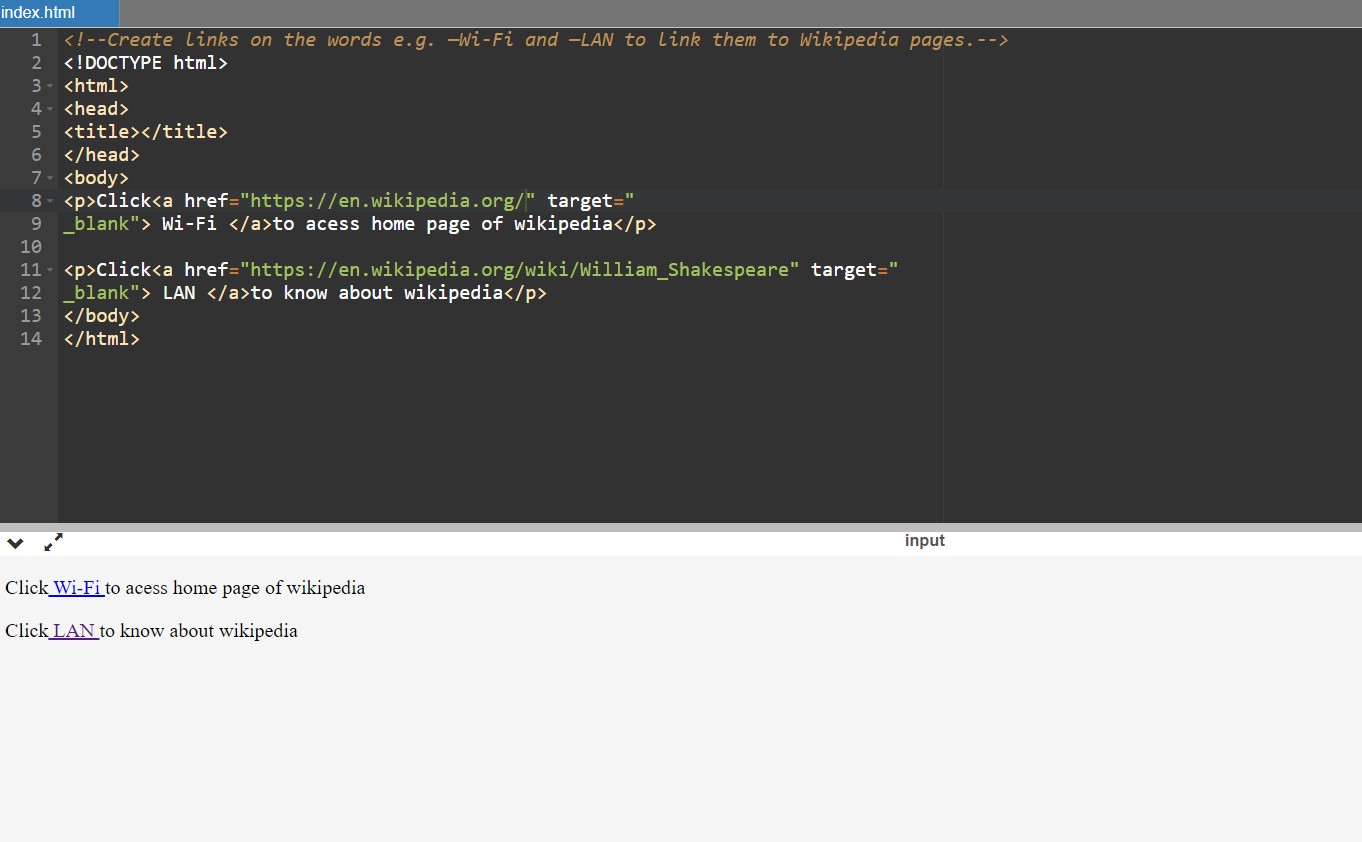 index.html
1 <!--Create links on the words e.g. ―Wi-Fi and ―LAN to link them to Wikipedia pages.-->
2 <!DOCTYPE html>
3 <html>
4 <head>
5 <title></title>
6 </head>
7 <body>
8 <p>Click<a href="https://en.wikipedia.org/" target="
9 _blank"> Wi-Fi </a>to acess home page of wikipedia</p>
10
11 <p>Click<a href="https://en.wikipedia.org/wiki/William_Shakespeare" target="
12 _blank"> LAN </a>to know about wikipedia</p>
13 </body>
14 </html>
input
Click Wi-Fi to acess home page of wikipedia
Click LAN to know about wikipedia